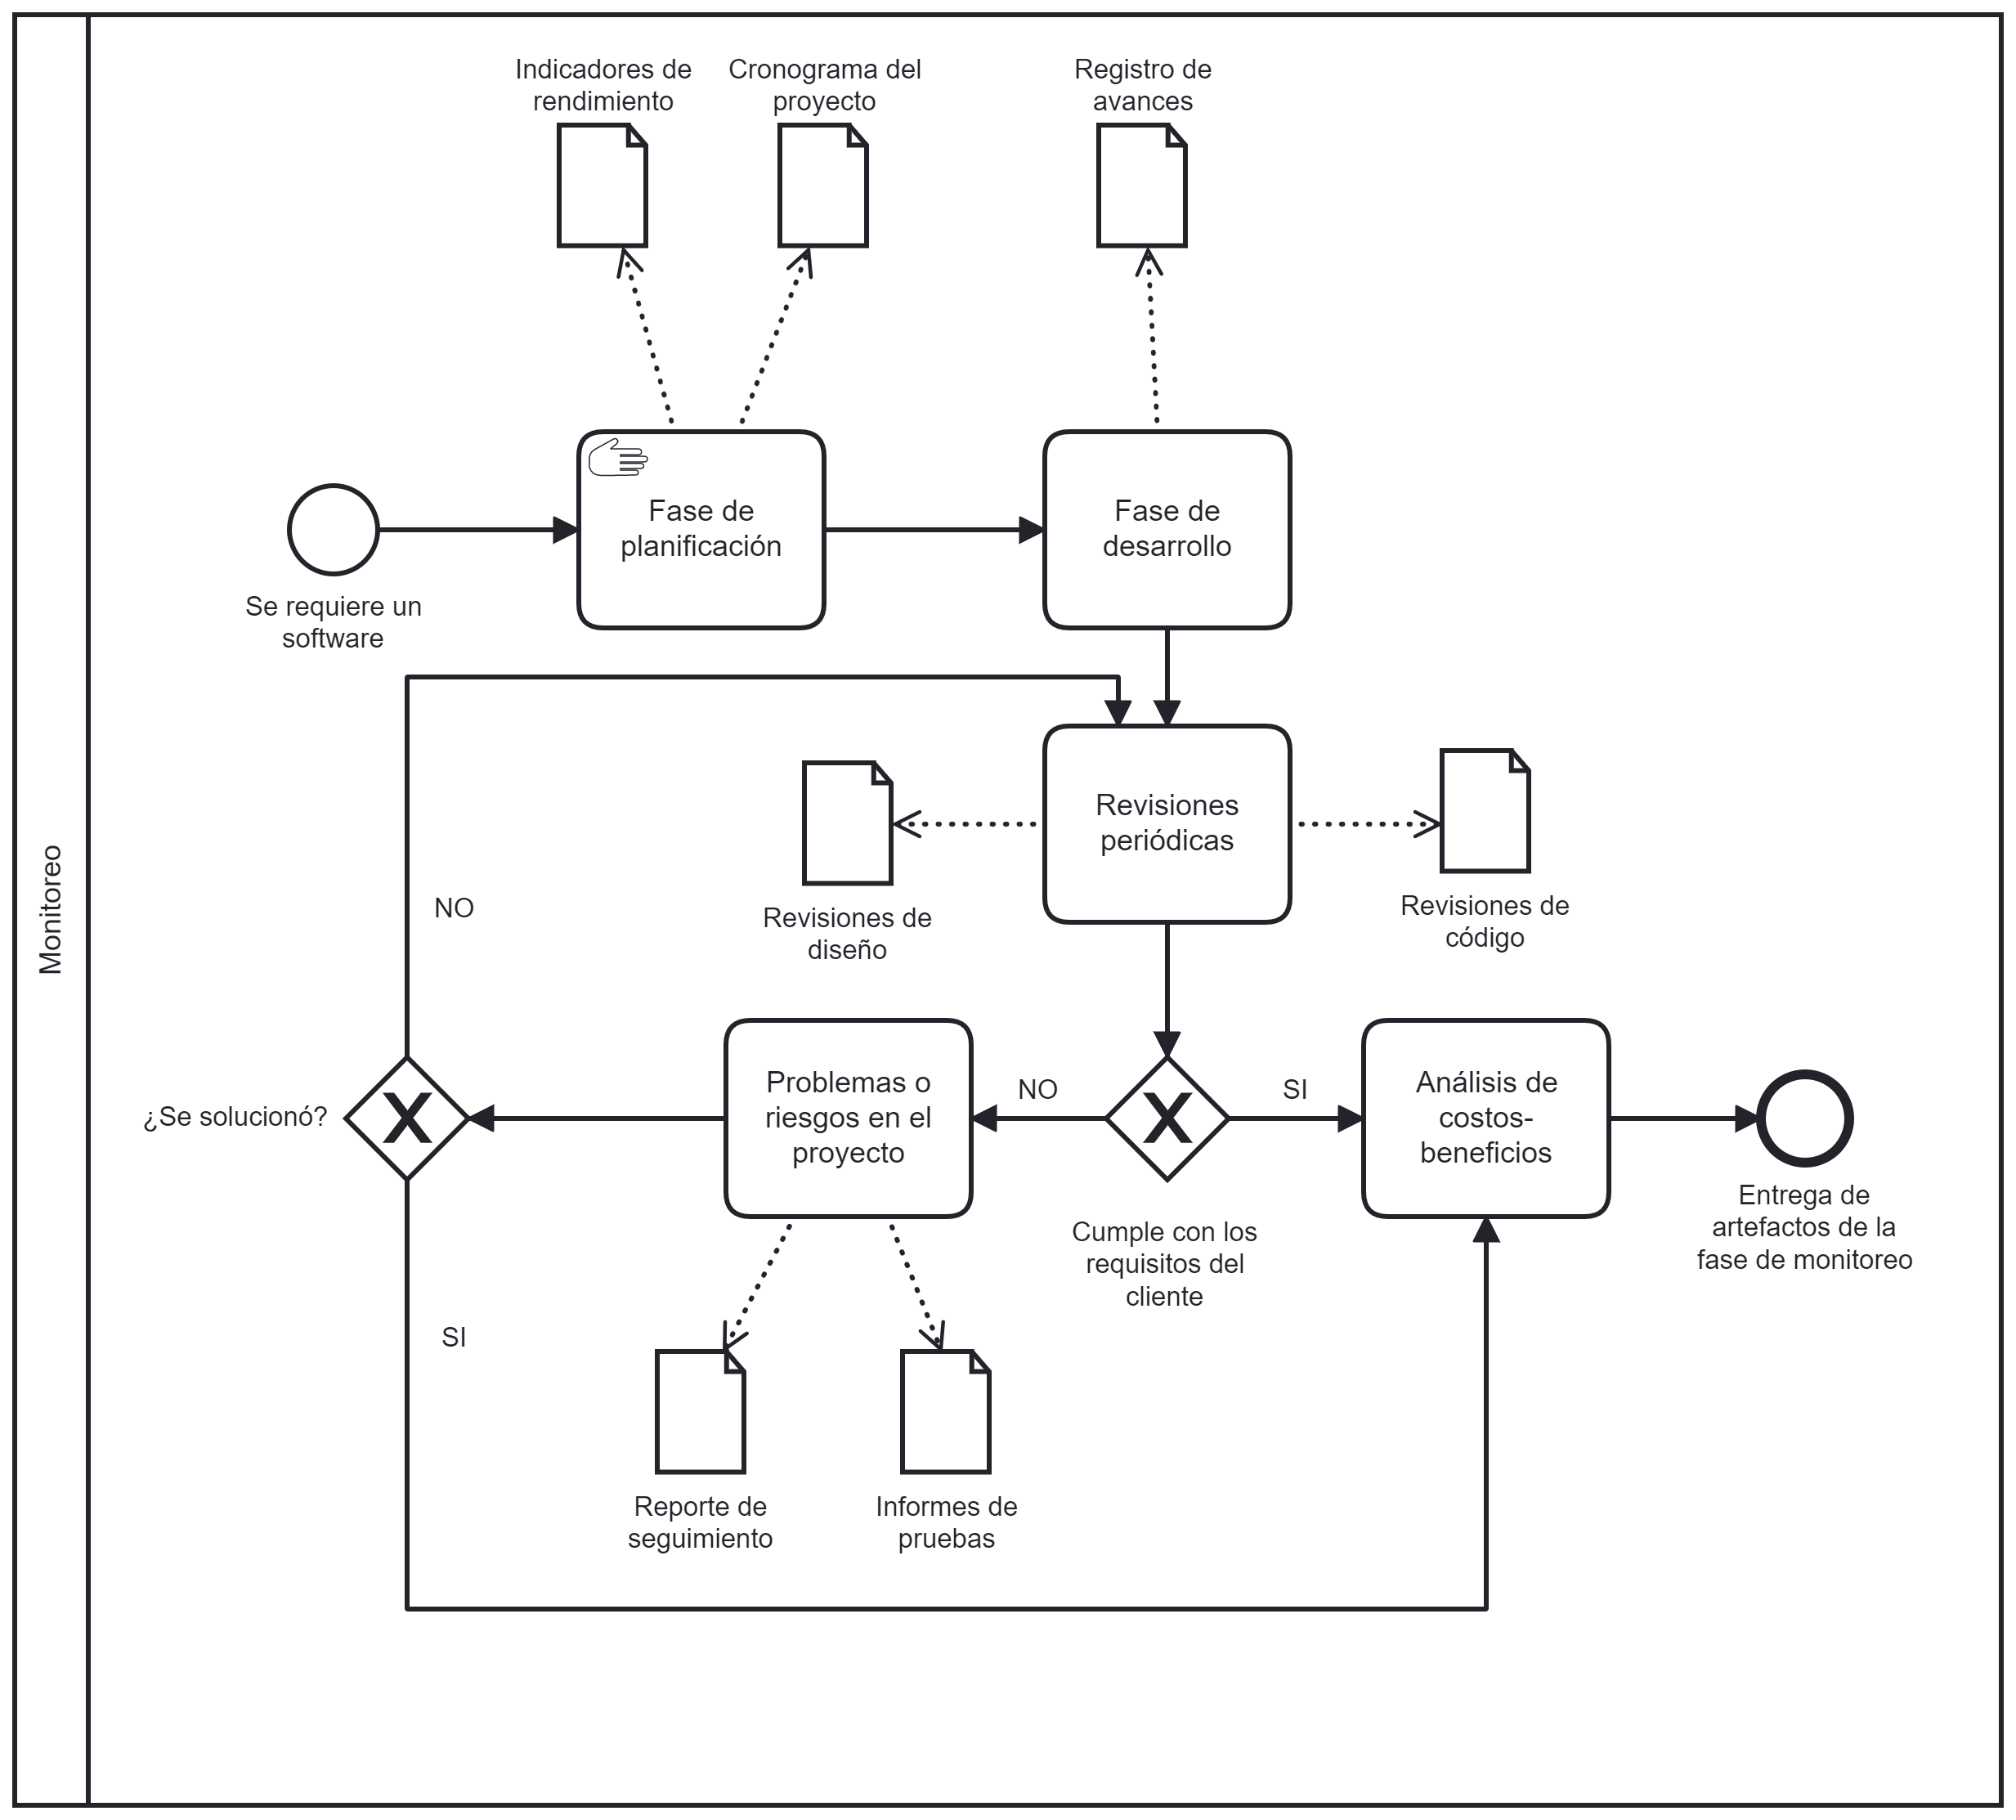 Indicadores de
rendimiento
Cronograma del
proyecto
Registro de
avances
Fase de
planificación
Fase de
desarrollo
Se requiere un
software
Monitoreo
NO
Revisiones
periódicas
Revisiones de
diseño
Revisiones de
código
¿Se solucionó?
Problemas o
riesgos en el
proyecto
NO
X
X
SI
Análisis de
costos-
beneficios
Cumple con los
requisitos del
cliente
Entrega de
artefactos de la
fase de monitoreo
SI
Reporte de
seguimiento
Informes de
pruebas